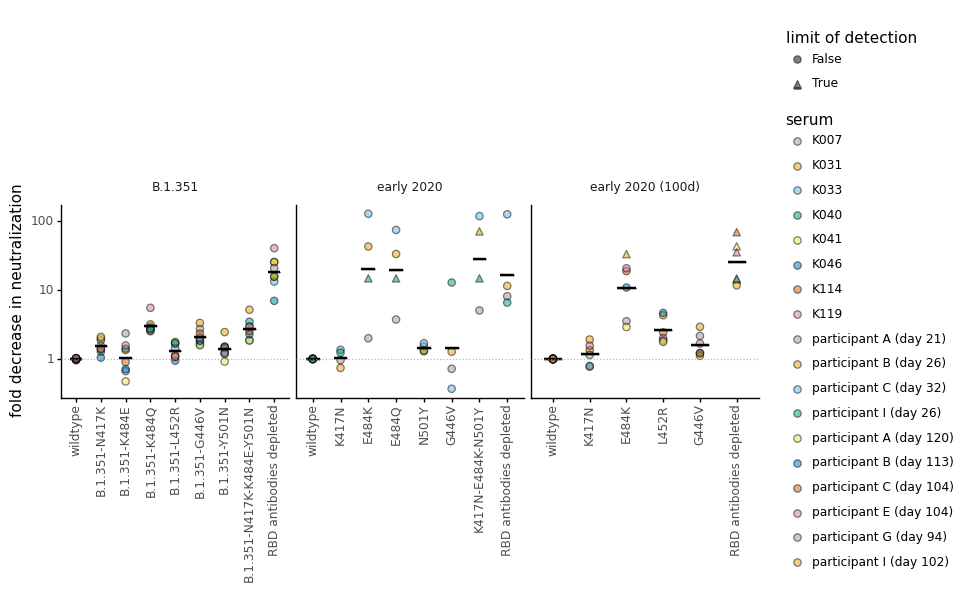 limit of detection
False
True
serum
K007
K031
K033
K040
K041
K046
K114
K119
participant A (day 21)
participant B (day 26)
participant C (day 32)
participant I (day 26)
participant A (day 120)
participant B (day 113)
participant C (day 104)
participant E (day 104)
participant G (day 94)
participant I (day 102)
fold decrease in neutralization
100
10
1
B.1.351
wildtype
B.1.351-N417K
B.1.351-K484E
B.1.351-K484Q
B.1.351-L452R
B.1.351-G446V
B.1.351-Y501N
B.1.351-N417K-K484E-Y501N
RBD antibodies depleted
early 2020
wildtype
K417N
E484K
E484Q
N501Y
G446V
K417N-E484K-N501Y
RBD antibodies depleted
early 2020 (100d)
wildtype
K417N
E484K
L452R
G446V
RBD antibodies depleted